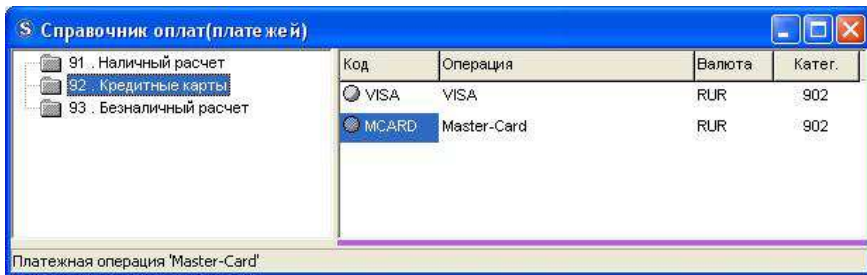 Справочник оплат(платежей)
91 . Наличный расчет
92 . Кредитные карты
93 . Безналичный расчет
Код Операция Валюта Катег.
VISA VISA RUR 902
MCARD Master-Card RUR 902
Платежная операция 'Master-Card'